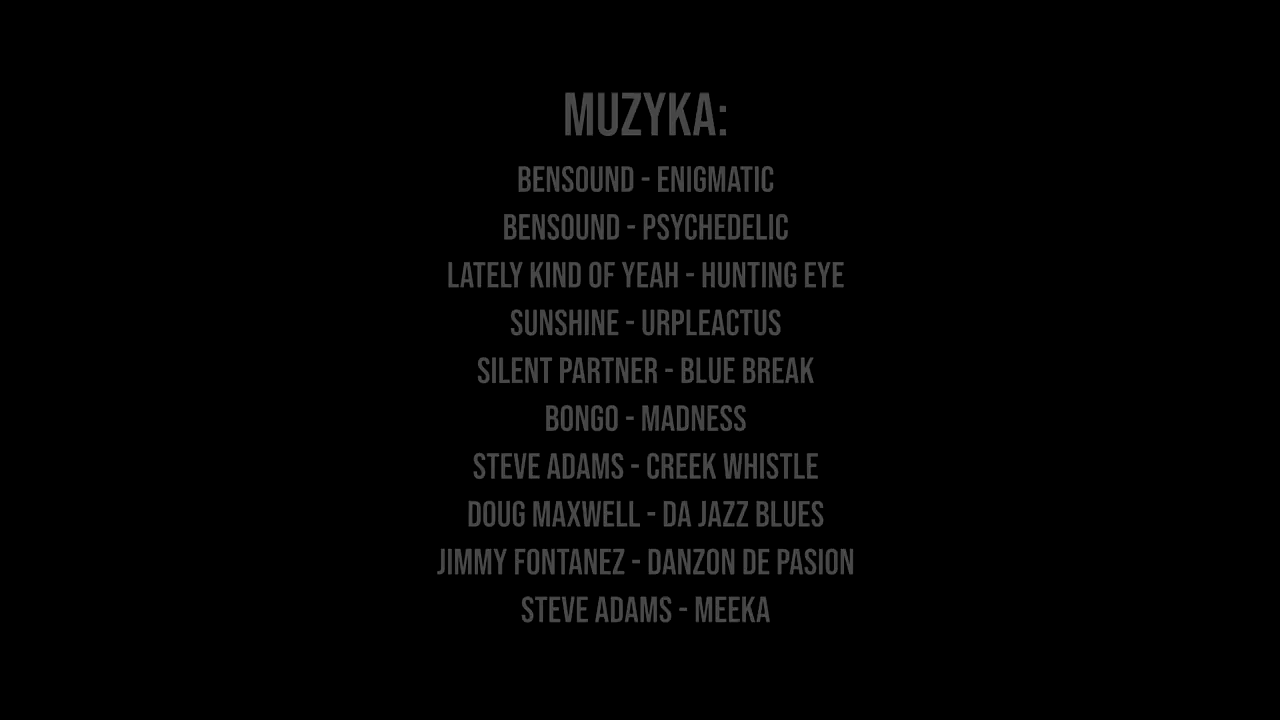 MUZYKA:
BENSOUND - ENIGMATIC
BENSOUND - PSYCHEDELIC
LATELY KIND OF YEAH - HUNTING EYE
SUNSHINE - URPLEACTUS
SILENT PARTNER - BLUE BREAK
BONGO - MADNESS
STEVE ADAMS - CREEK WHISTLE
DOUG MAXWELL - DA JAZZ BLUES
JIMMY FONTANEZ - DANZON DE PASION
STEVE ADAMS - MEEKA